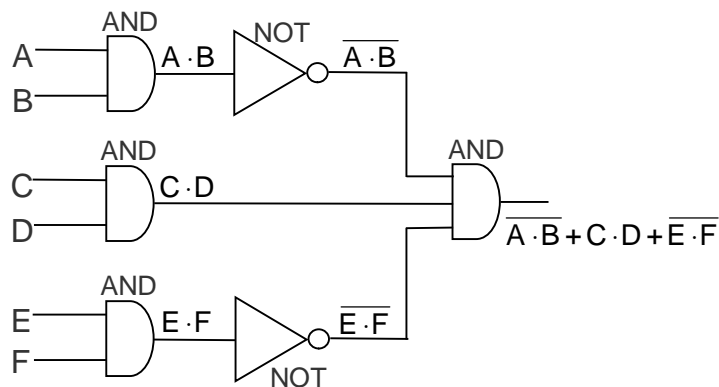 AND
NOT
A
A·B
A̅·̅B̅
B
AND
AND
C
C·D
D
A̅·̅B̅+C·D+E̅·̅F̅
AND
E
E·F
E̅·̅F̅
F
NOT